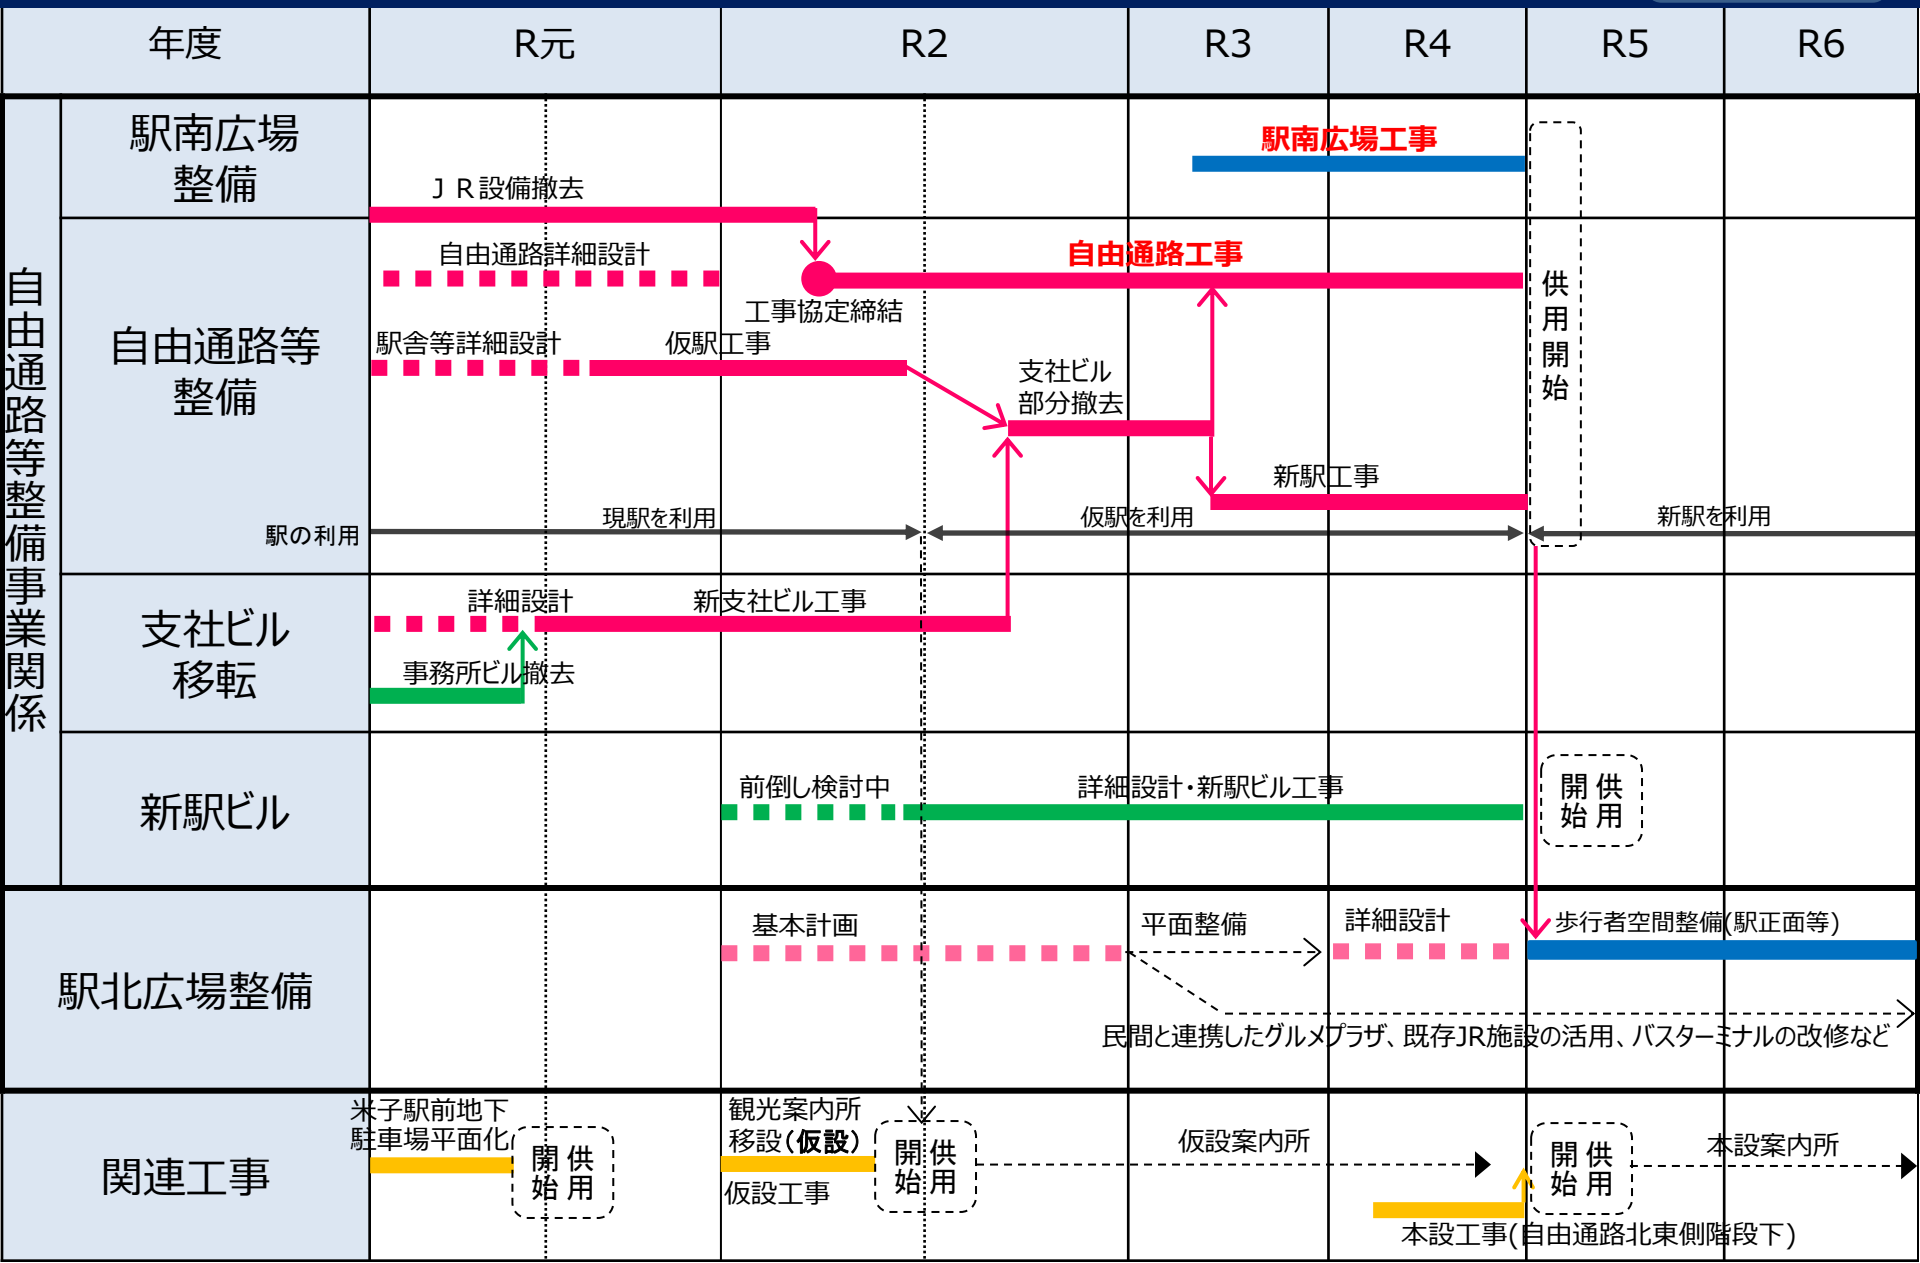 年度
R元
R2
R3
R4
R5
R6
自由通路等整備事業関係
駅南広場
整備
駅南広場工事
ＪＲ設備撤去
自由通路等
整備
自由通路詳細設計
自由通路工事
工事協定締結
駅舎等詳細設計
仮駅工事
支社ビル
部分撤去
新駅工事
供用開始
駅の利用
現駅を利用
仮駅を利用
新駅を利用
支社ビル
移転
詳細設計
新支社ビル工事
事務所ビル撤去
新駅ビル
前倒し検討中
詳細設計・新駅ビル工事
供用
開始
駅北広場整備
基本計画
平面整備
詳細設計
歩行者空間整備(駅正面等)
民間と連携したグルメプラザ、既存JR施設の活用、バスターミナルの改修など
関連工事
米子駅前地下
駐車場平面化
供用
開始
観光案内所
移設(仮設)
仮設工事
供用
開始
仮設案内所
供用
開始
本設案内所
本設工事(自由通路北東側階段下)